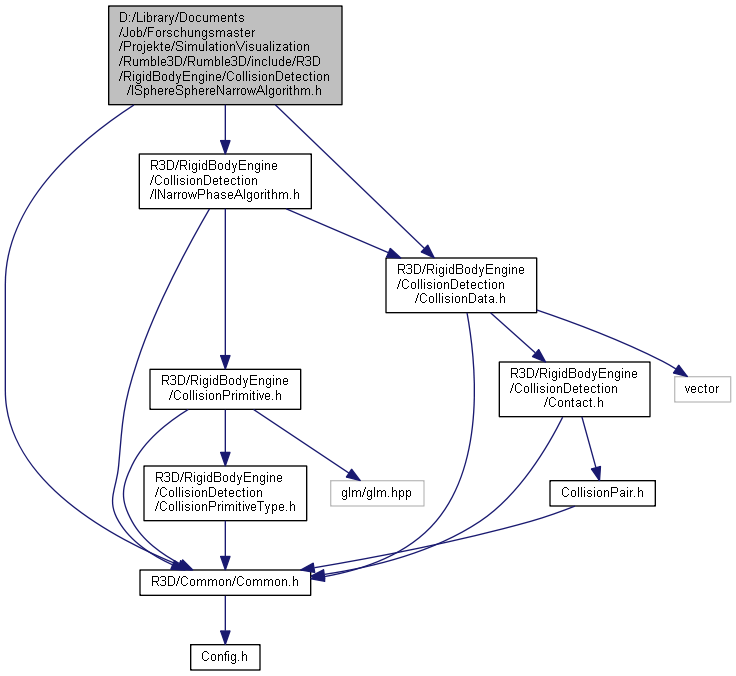 D:/Library/Documents
/Job/Forschungsmaster
/Projekte/SimulationVisualization
/Rumble3D/Rumble3D/include/R3D
/RigidBodyEngine/CollisionDetection
/ISphereSphereNarrowAlgorithm.h
R3D/RigidBodyEngine
/CollisionDetection
/INarrowPhaseAlgorithm.h
R3D/RigidBodyEngine
/CollisionDetection
/CollisionData.h
R3D/RigidBodyEngine
/CollisionPrimitive.h
R3D/RigidBodyEngine
/CollisionDetection
/Contact.h
vector
R3D/RigidBodyEngine
/CollisionDetection
/CollisionPrimitiveType.h
glm/glm.hpp
CollisionPair.h
R3D/Common/Common.h
Config.h